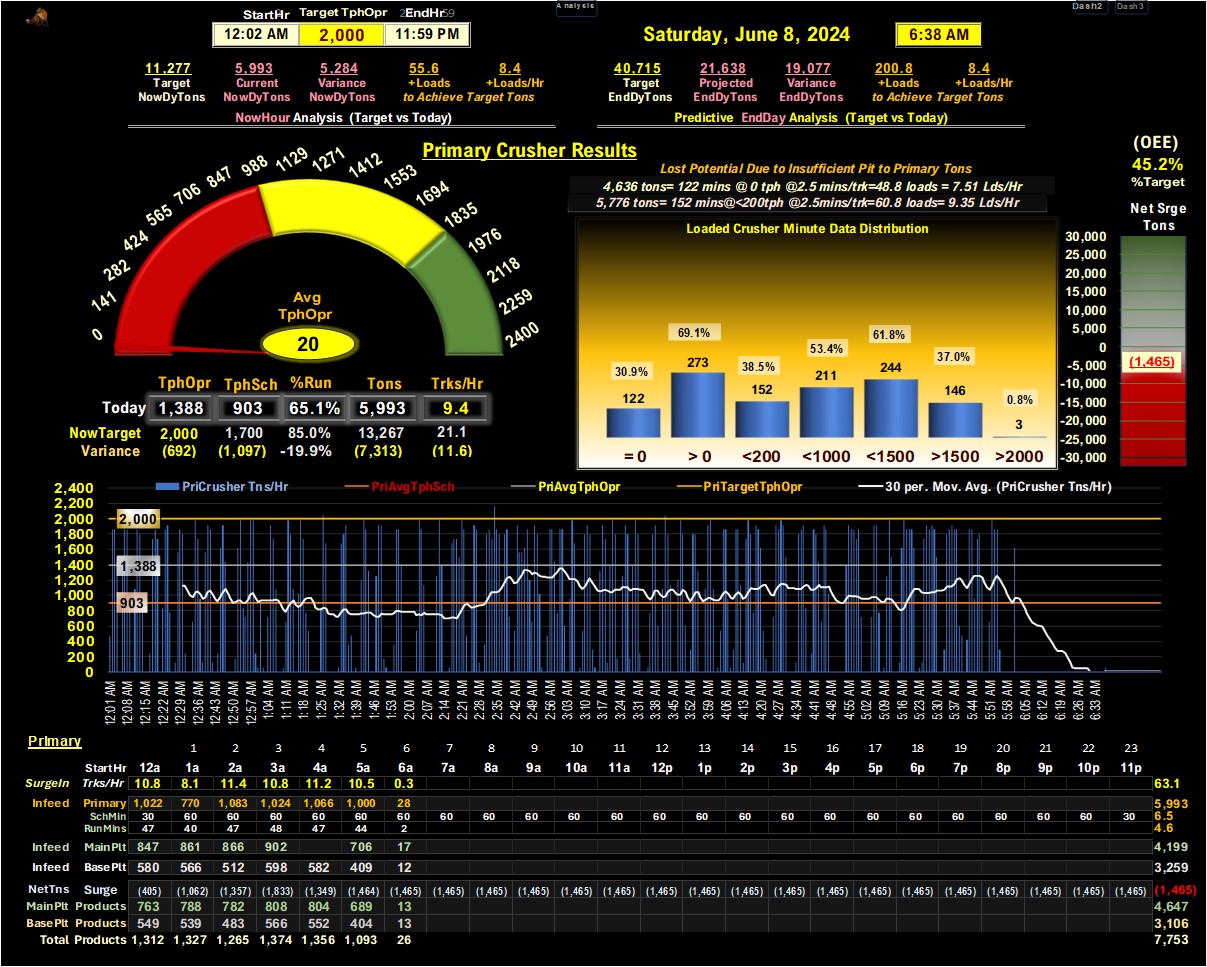 StartHr Target TphOpr EndHr
12:02 AM 2,000 11:59 PM
Analysis
Dash2 Dash3
Saturday, June 8, 2024 6:38 AM
11,277 5,993 5,284 55.6 8.4
Target Current Variance +Loads +Loads/Hr
NowDyTons NowDyTons NowDyTons to Achieve Target Tons
NowHour Analysis (Target vs Today)
40,715 21,638 19,077 200.8 8.4
Target Projected Variance +Loads +Loads/Hr
EndDyTons EndDyTons EndDyTons to Achieve Target Tons
Predictive EndDay Analysis (Target vs Today)
Primary Crusher Results
0 141 282 424 565 706 847 988 1129 1271 1412 1553 1694 1835 1976 2118 2259 2400
Avg
TphOpr
20
TphOpr TphSch %Run Tons Trks/Hr
Today 1,388 903 65.1% 5,993 9.4
NowTarget 2,000 1,700 85.0% 13,267 21.1
Variance (692) (1,097) -19.9% (7,313) (11.6)
Lost Potential Due to Insufficient Pit to Primary Tons
4,636 tons= 122 mins @ 0 tph @2.5 mins/trk=48.8 loads = 7.51 Lds/Hr
5,776 tons= 152 mins@<200tph @2.5mins/trk=60.8 loads= 9.35 Lds/Hr
Loaded Crusher Minute Data Distribution
30.9% 69.1% 38.5% 53.4% 61.8% 37.0% 0.8%
122 273 152 211 244 146 3
= 0 > 0 <200 <1000 <1500 >1500 >2000
(OEE)
45.2%
%Target
Net Srge
Tons
30,000
25,000
20,000
15,000
10,000
5,000
0
-5,000
-10,000
-15,000
-20,000
-25,000
-30,000
(1,465)
PriCrusher Tns/Hr PriAvgTphSch PriAvgTphOpr PriTargetTphOpr 30 per. Mov. Avg. (PriCrusher Tns/Hr)
2,400
2,200
2,000
1,800
1,600
1,400
1,200
1,000
800
600
400
200
0
2,000
1,388
903
12:01 AM 12:08 AM 12:15 AM 12:22 AM 12:29 AM 12:36 AM 12:43 AM 12:50 AM 12:57 AM 1:04 AM 1:11 AM 1:18 AM 1:25 AM 1:32 AM 1:39 AM 1:46 AM 1:53 AM 2:00 AM 2:07 AM 2:14 AM 2:21 AM 2:28 AM 2:35 AM 2:42 AM 2:49 AM 2:56 AM 3:03 AM 3:10 AM 3:17 AM 3:24 AM 3:31 AM 3:38 AM 3:45 AM 3:52 AM 3:59 AM 4:06 AM 4:13 AM 4:20 AM 4:27 AM 4:34 AM 4:41 AM 4:48 AM 4:55 AM 5:02 AM 5:09 AM 5:16 AM 5:23 AM 5:30 AM 5:37 AM 5:44 AM 5:51 AM 5:58 AM 6:05 AM 6:12 AM 6:19 AM 6:26 AM 6:33 AM
Primary
1 2 3 4 5 6 7 8 9 10 11 12 13 14 15 16 17 18 19 20 21 22 23
StartHr 12a 1a 2a 3a 4a 5a 6a 7a 8a 9a 10a 11a 12p 1p 2p 3p 4p 5p 6p 7p 8p 9p 10p 11p
SurgeIn Trks/Hr 10.8 8.1 11.4 10.8 11.2 10.5 0.3 63.1
Infeed Primary 1,022 770 1,083 1,024 1,066 1,000 28 5,993
SchMin 30 60 60 60 60 60 60 60 60 60 60 60 60 60 60 60 60 60 60 60 60 60 60 30 6.5
RunMins 47 40 47 48 47 44 2 4.6
Infeed MainPlt 847 861 866 902 706 17 4,199
Infeed BasePlt 580 566 512 598 582 409 12 3,259
NetTns Surge (405) (1,062) (1,357) (1,833) (1,349) (1,464) (1,465) (1,465) (1,465) (1,465) (1,465) (1,465) (1,465) (1,465) (1,465) (1,465) (1,465) (1,465) (1,465) (1,465) (1,465) (1,465) (1,465) (1,465) (1,465)
MainPlt Products 763 788 782 808 804 689 13 4,647
BasePlt Products 549 539 483 566 552 404 13 3,106
Total Products 1,312 1,327 1,265 1,374 1,356 1,093 26 7,753